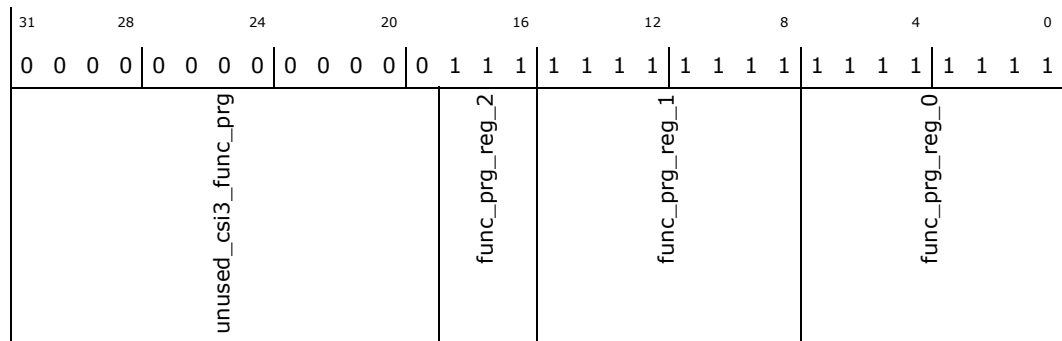 31 28 24 20 16 12 8 4 0
0 0 0 0 0 0 0 0 0 0 0 0 0 1 1 1 1 1 1 1 1 1 1 1 1 1 1 1 1 1 1 1
unused_csi3_func_prg
func_prg_reg_2
func_prg_reg_1
func_prg_reg_0